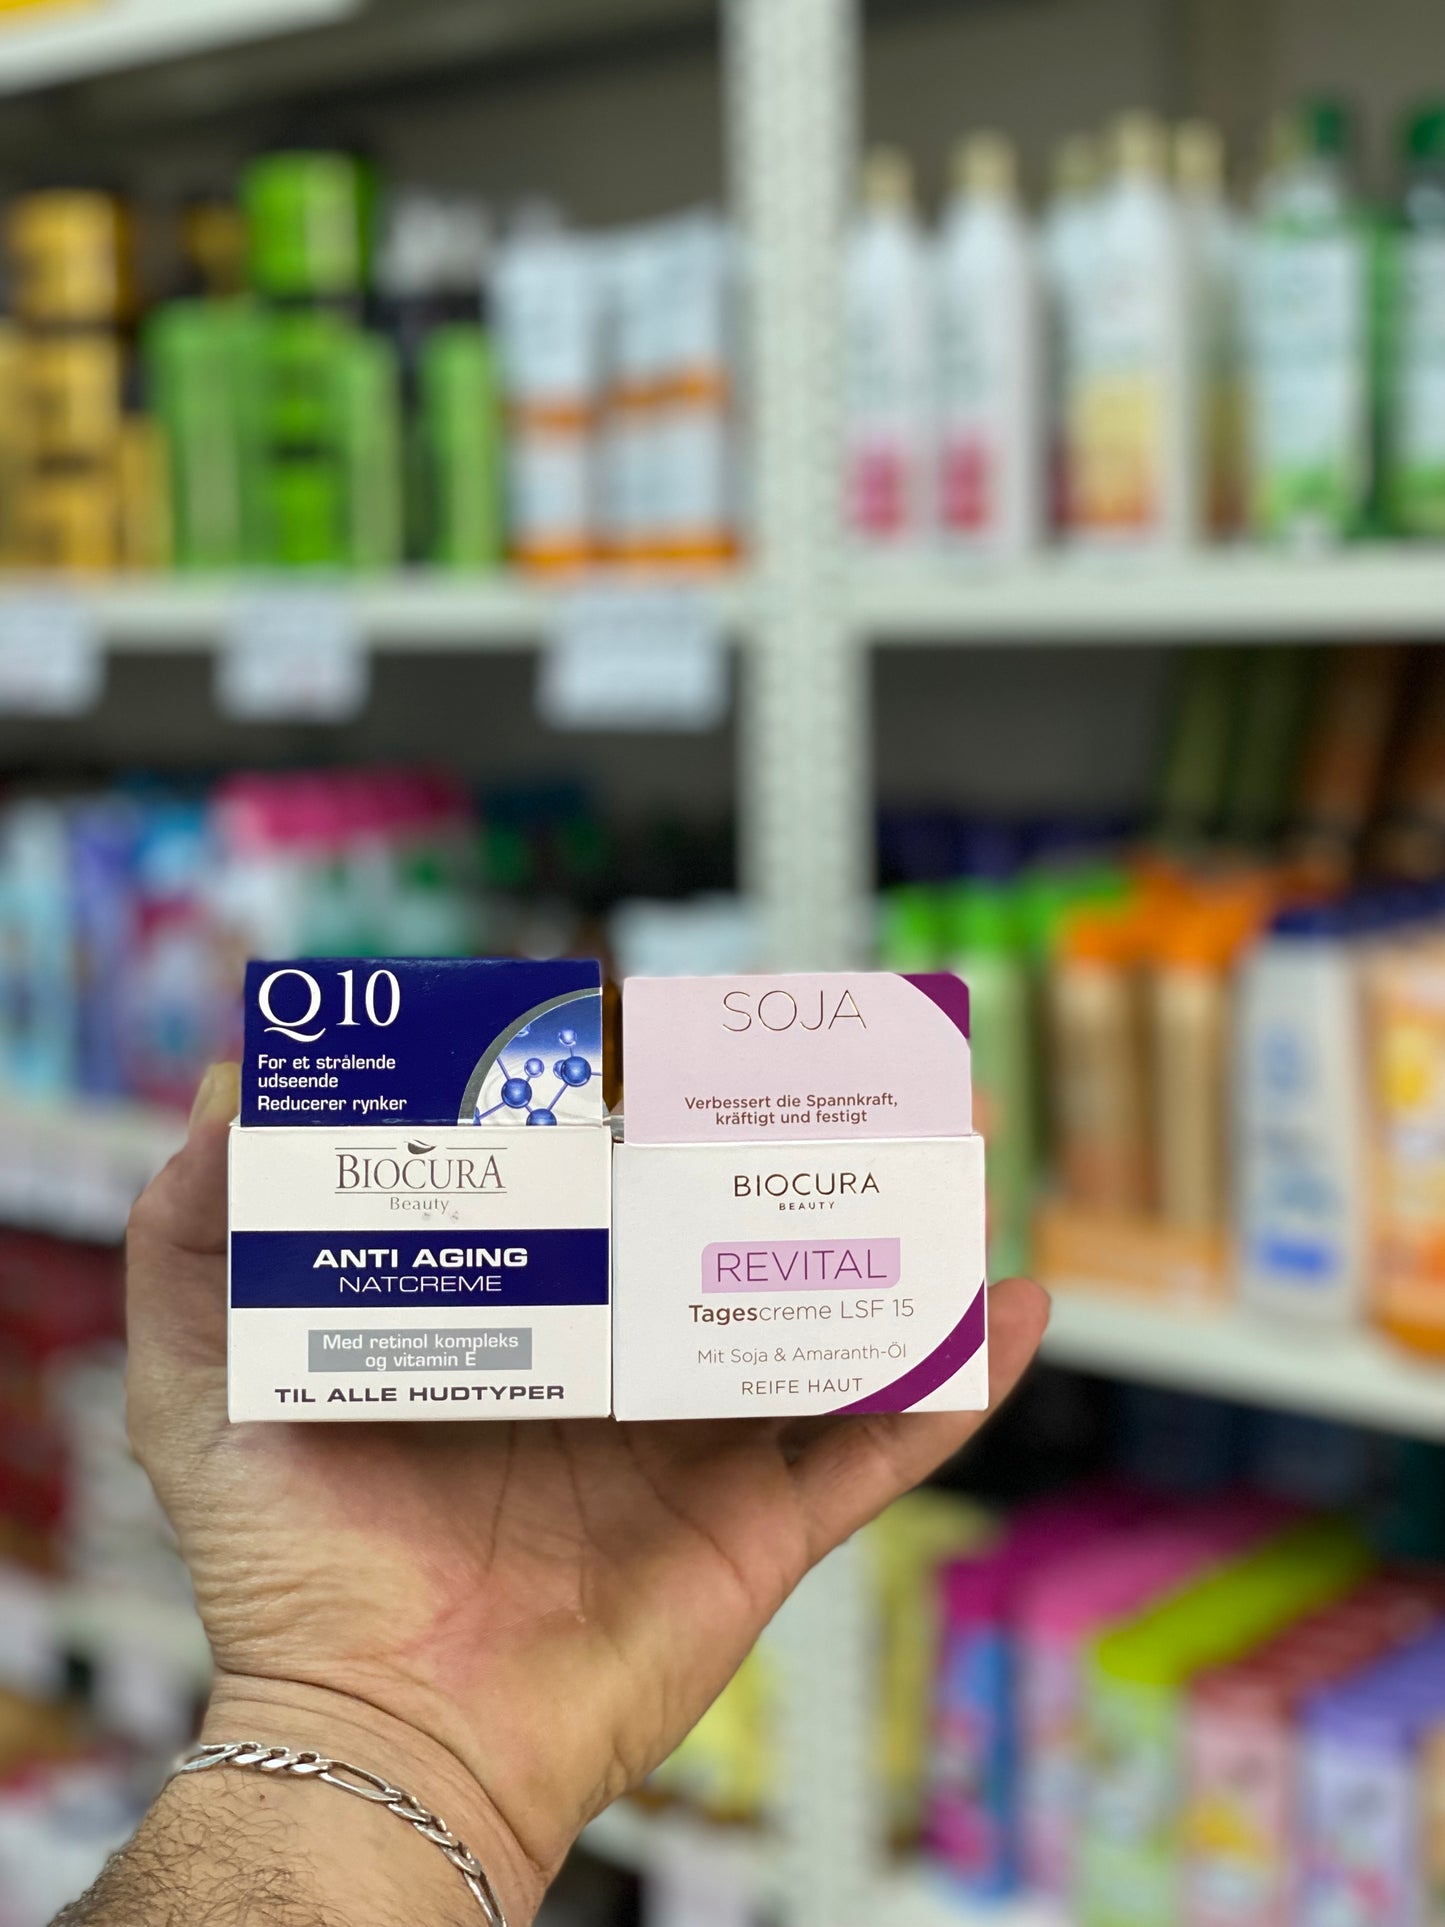 Q10
For et strålende
udseende
Reducerer rynker
BIOCURA
Beauty
ANTI AGING
NATCREME
Med retinol kompleks
og vitamin E
TIL ALLE HUDTYPER
SOJA
Verbessert die Spannkraft,
kräftigt und festigt
BIOCURA
BEAUTY
REVITAL
Tagescreme LSF 15
Mit Soja & Amaranth-Öl
REIFE HAUT